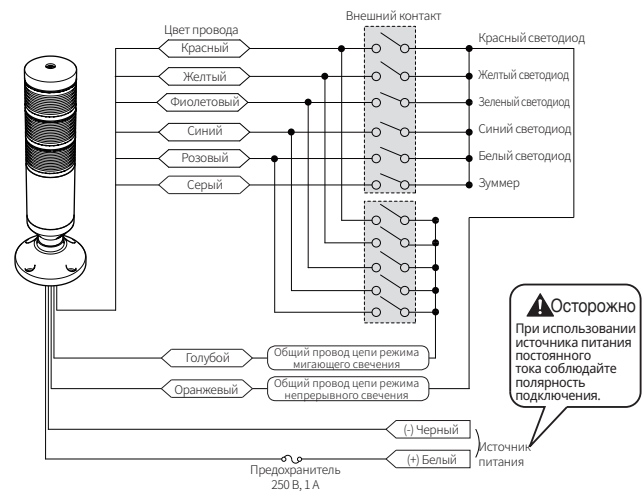 Цвет провода
Внешний контакт
Красный
Красный светодиод
Желтый
Желтый светодиод
Фиолетовый
Зеленый светодиод
Синий
Синий светодиод
Розовый
Белый светодиод
Серый
Зуммер
Голубой
Общий провод цепи режима
мигающего свечения
Оранжевый
Общий провод цепи режима
непрерывного свечения
Осторожно
При использовании
источника питания
постоянного
тока соблюдайте
полярность
подключения.
(-) Черный
(+) Белый
Источник
питания
Предохранитель
250 В, 1 А